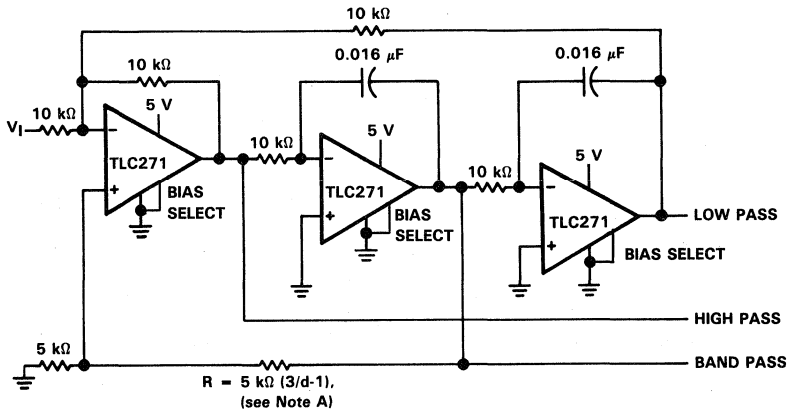 10 kΩ
0.016 μF
0.016 μF
10 kΩ
5 V
VI 10 kΩ
10 kΩ
5 V
10 kΩ
5 V
−
TLC271
+
BIAS
SELECT
−
TLC271
+
BIAS
SELECT
−
TLC271
+
BIAS SELECT
LOW PASS
HIGH PASS
5 kΩ
BAND PASS
R = 5 kΩ (3/d-1),
(see Note A)